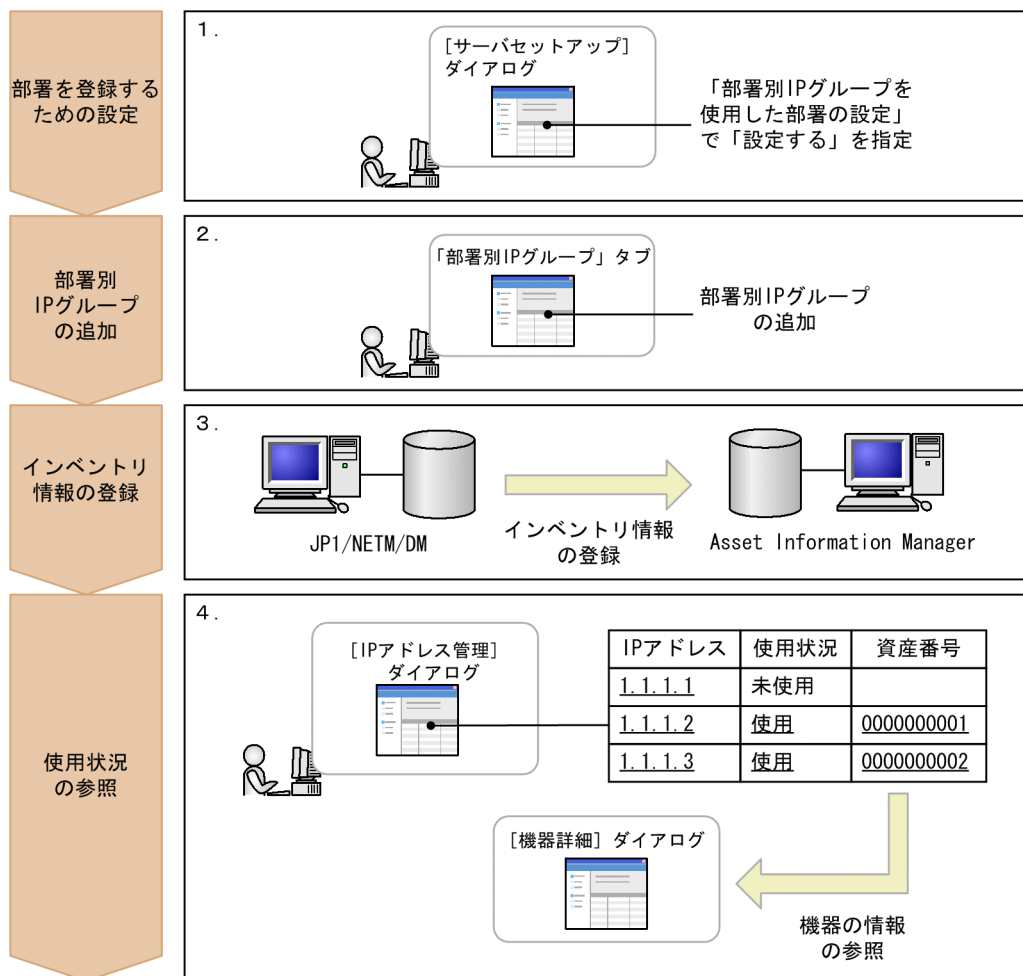 部署を登録する
ための設定
1.
[サーバセットアップ]
ダイアログ
「部署別IPグループを
使用した部署の設定」
で「設定する」を指定
部署別
IPグループ
の追加
2.
「部署別IPグループ」タブ
部署別IPグループ
の追加
インベントリ
情報の登録
3.
JP1/NETM/DM
インベントリ情報
の登録
Asset Information Manager
使用状況
の参照
4.
[IPアドレス管理]
ダイアログ
IPアドレス 使用状況 資産番号
1.1.1.1 未使用
1.1.1.2 使用 0000000001
1.1.1.3 使用 0000000002
[機器詳細] ダイアログ
機器の情報
の参照